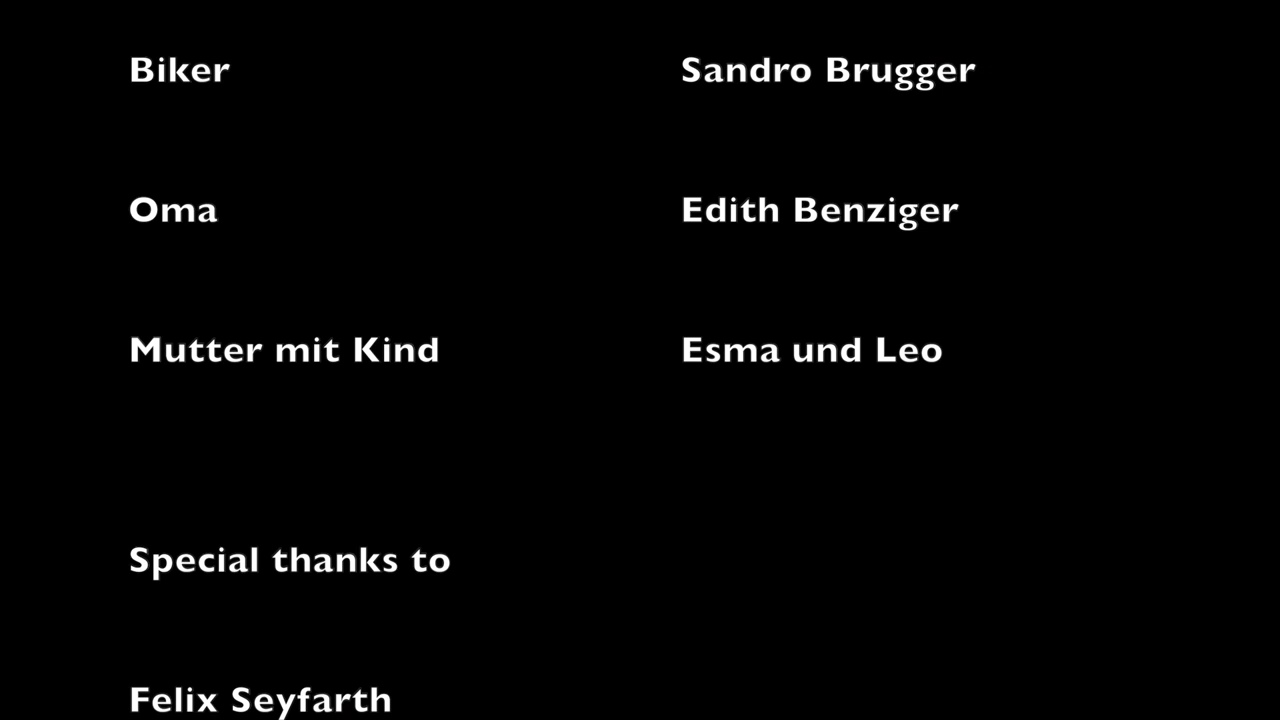 Biker Sandro Brugger
Oma Edith Benziger
Mutter mit Kind Esma und Leo
Special thanks to
Felix Seyfarth